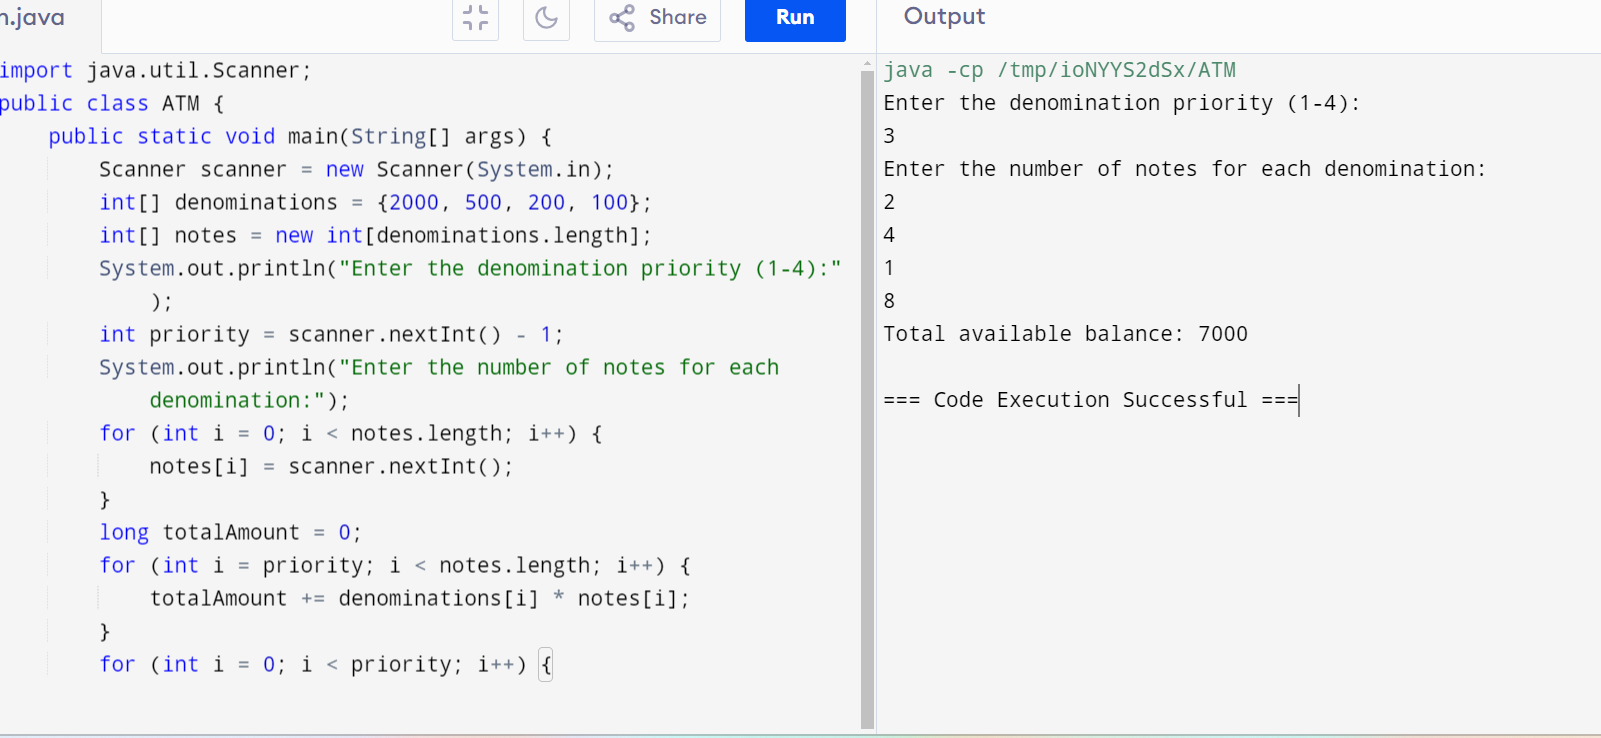 n.java
Share
Run
Output
import java.util.Scanner;
public class ATM {
    public static void main(String[] args) {
        Scanner scanner = new Scanner(System.in);
        int[] denominations = {2000, 500, 200, 100};
        int[] notes = new int[denominations.length];
        System.out.println("Enter the denomination priority (1-4):"
            );
        int priority = scanner.nextInt() - 1;
        System.out.println("Enter the number of notes for each
            denomination:");
        for (int i = 0; i < notes.length; i++) {
            notes[i] = scanner.nextInt();
        }
        long totalAmount = 0;
        for (int i = priority; i < notes.length; i++) {
            totalAmount += denominations[i] * notes[i];
        }
        for (int i = 0; i < priority; i++) {
java -cp /tmp/ioNYYS2dSx/ATM
Enter the denomination priority (1-4):
3
Enter the number of notes for each denomination:
2
4
1
8
Total available balance: 7000
=== Code Execution Successful ===